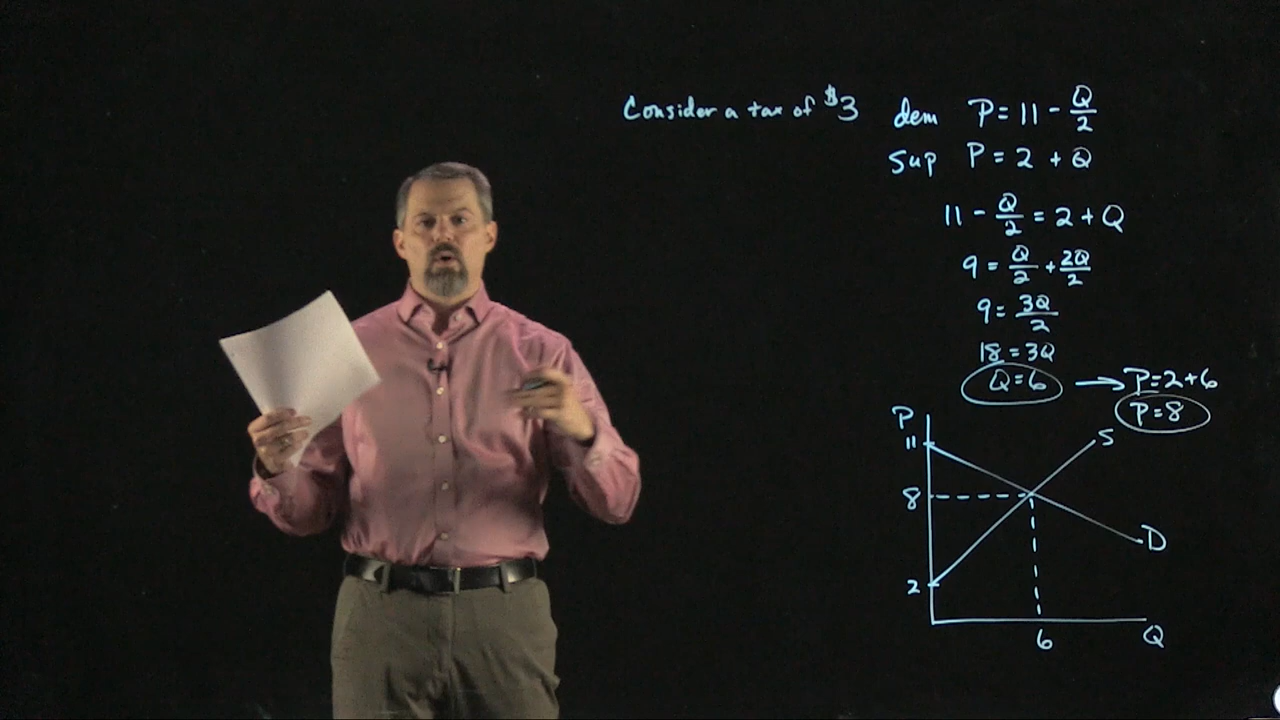 Consider a tax of $3 dem P = 11 - Q/2
Sup P = 2 + Q
11 - Q/2 = 2 + Q
9 = Q/2 + 2Q/2
9 = 3Q/2
18 = 3Q
Q = 6 → P = 2 + 6
P = 8
P
11
S
8
D
2
6
Q